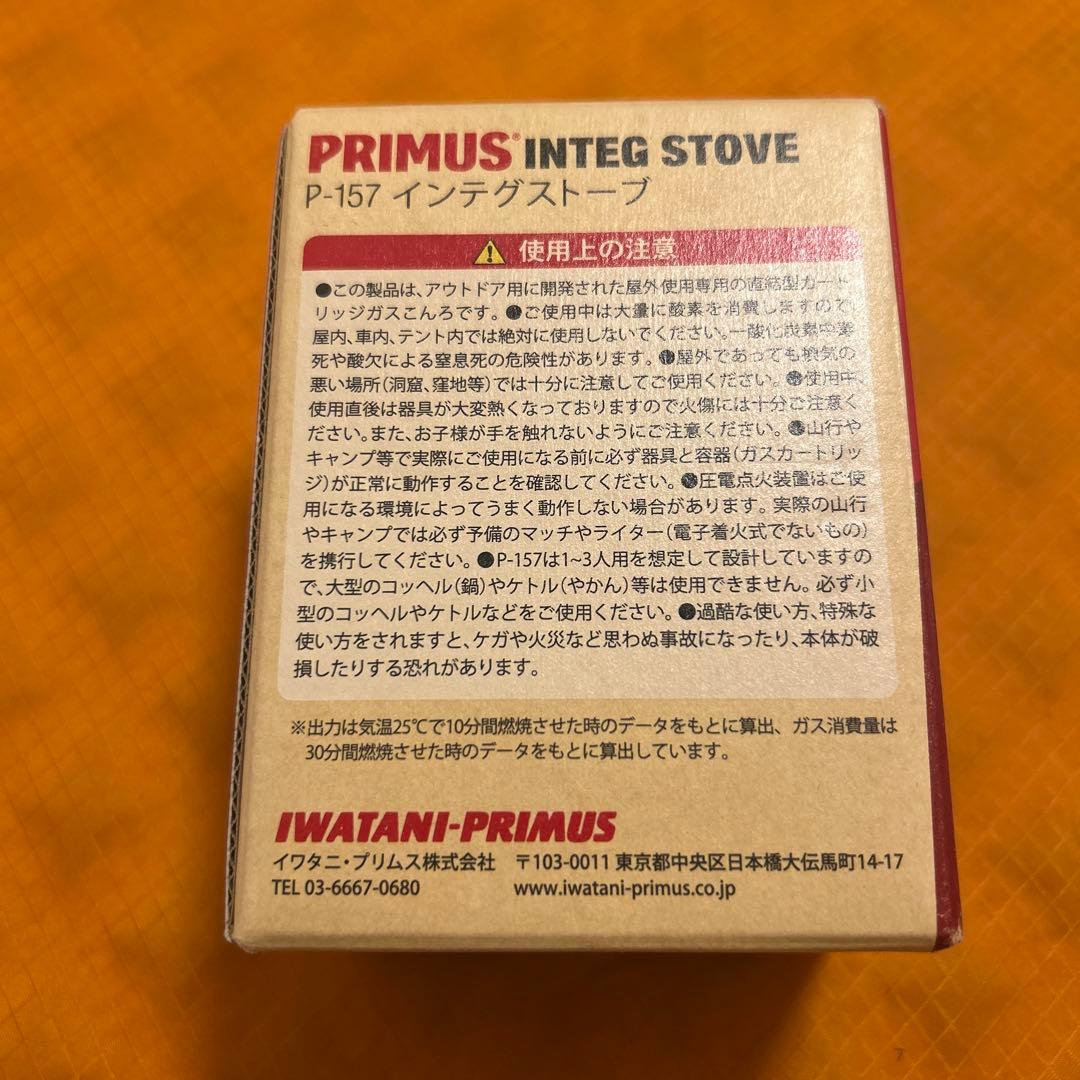 PRIMUS® INTEG STOVE
P-157 インテグストーブ
使用上の注意
●この製品は、アウトドア用に開発された屋外使用専用の直結型カート
リッジガスこんろです。●ご使用中は大量に酸素を消費しますので
屋内、車内、テント内では絶対に使用しないでください。一酸化炭素中毒
死や酸欠による窒息死の危険性があります。●屋外であっても換気の
悪い場所(洞窟、窪地等)では十分に注意してご使用ください。●使用中、
使用直後は器具が大変熱くなっておりますので火傷には十分ご注意く
ださい。また、お子様が手を触れないようにご注意ください。●山行や
キャンプ等で実際にご使用になる前に必ず器具と容器(ガスカートリッ
ジ)が正常に動作することを確認してください。●圧電点火装置はご使
用になる環境によってうまく動作しない場合があります。実際の山行
やキャンプでは必ず予備のマッチやライター(電子着火式でないもの)
を携行してください。●P-157は1~3人用を想定して設計していますの
で、大型のコッヘル(鍋)やケトル(やかん)等は使用できません。必ず小
型のコッヘルやケトルなどをご使用ください。●過酷な使い方、特殊な
使い方をされますと、ケガや火災など思わぬ事故になったり、本体が破
損したりする恐れがあります。
※出力は気温25℃で10分間燃焼させた時のデータをもとに算出、ガス消費量は
30分間燃焼させた時のデータをもとに算出しています。
IWATANI-PRIMUS
イワタニ・プリムス株式会社 〒103-0011 東京都中央区日本橋大伝馬町14-17
TEL 03-6667-0680 www.iwatani-primus.co.jp